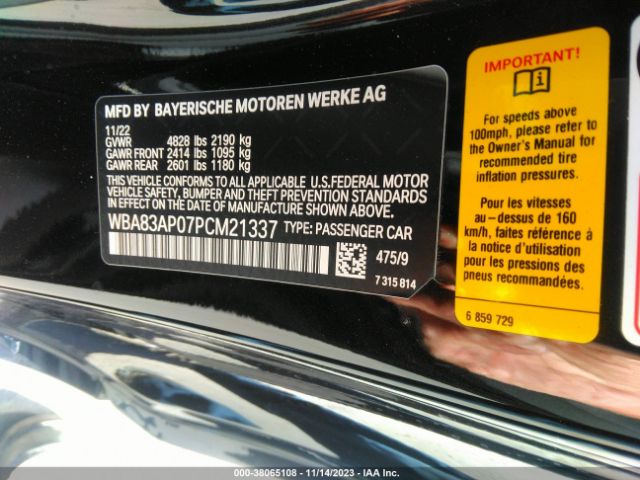 MFD BY BAYERISCHE MOTOREN WERKE AG
11/22
GVWR 4828 lbs 2190 kg
GAWR FRONT 2414 lbs 1095 kg
GAWR REAR 2601 lbs 1180 kg
THIS CAR CONFORMS TO ALL APPLICABLE U.S.FEDERAL MOTOR
VEHICLE SAFETY, BUMPER AND THEFT PREVENTION STANDARDS
IN EFFECT ON THE DATE OF MANUFACTURE SHOWN ABOVE.
WBA83AP07PCM21337 TYPE: PASSENGER CAR
475/9
7 315 814
IMPORTANT!
For speeds above
100mph, please refer to
the Owner's Manual for
recommended tire
inflation pressures.
Pour les vitesses
au-dessus de 160
km/h, faites référence à
la notice d'utilisation
pour les pressions des
pneus recommandées.
6 859 729
000-38065108 - 11/14/2023 - IAA Inc.